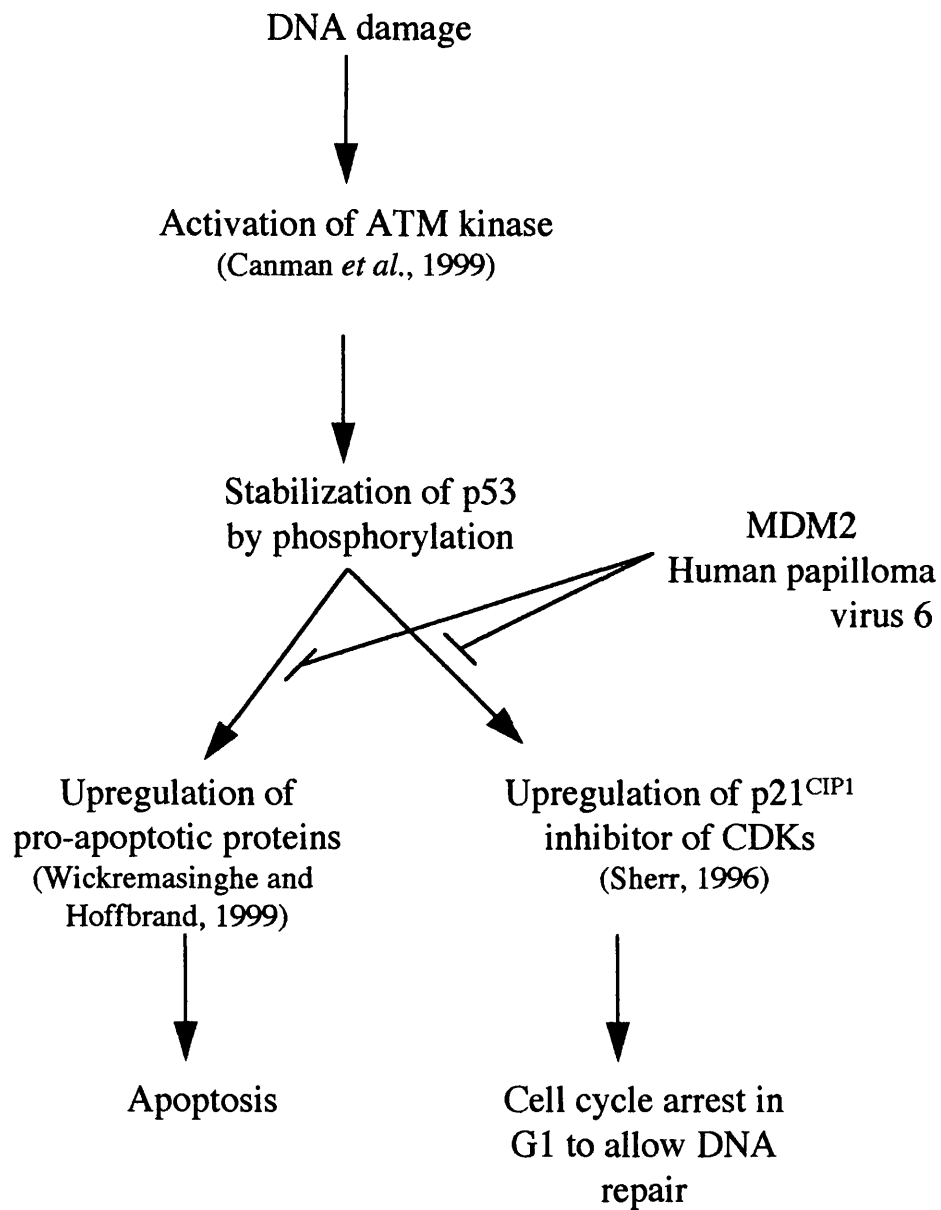 DNA damage
Activation of ATM kinase
(Canman et al., 1999)
Stabilization of p53
by phosphorylation
MDM2
Human papilloma
virus 6
Upregulation of
pro-apoptotic proteins
(Wickremasinghe and
Hoffbrand, 1999)
Upregulation of p21CIP1
inhibitor of CDKs
(Sherr, 1996)
Apoptosis
Cell cycle arrest in
G1 to allow DNA
repair